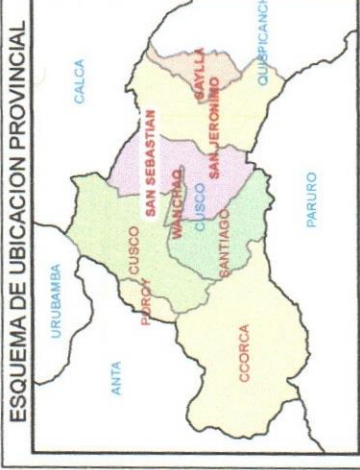 ESQUEMA DE UBICACION PROVINCIAL
URUBAMBA
CALCA
ANTA
CUSCO
POROY
SAN SEBASTIAN
WANCHAQ
CUSCO
SANTIAGO
SAN JERONIMO
SAYLLA
QUISPICANCH
CCORCA
PARURO